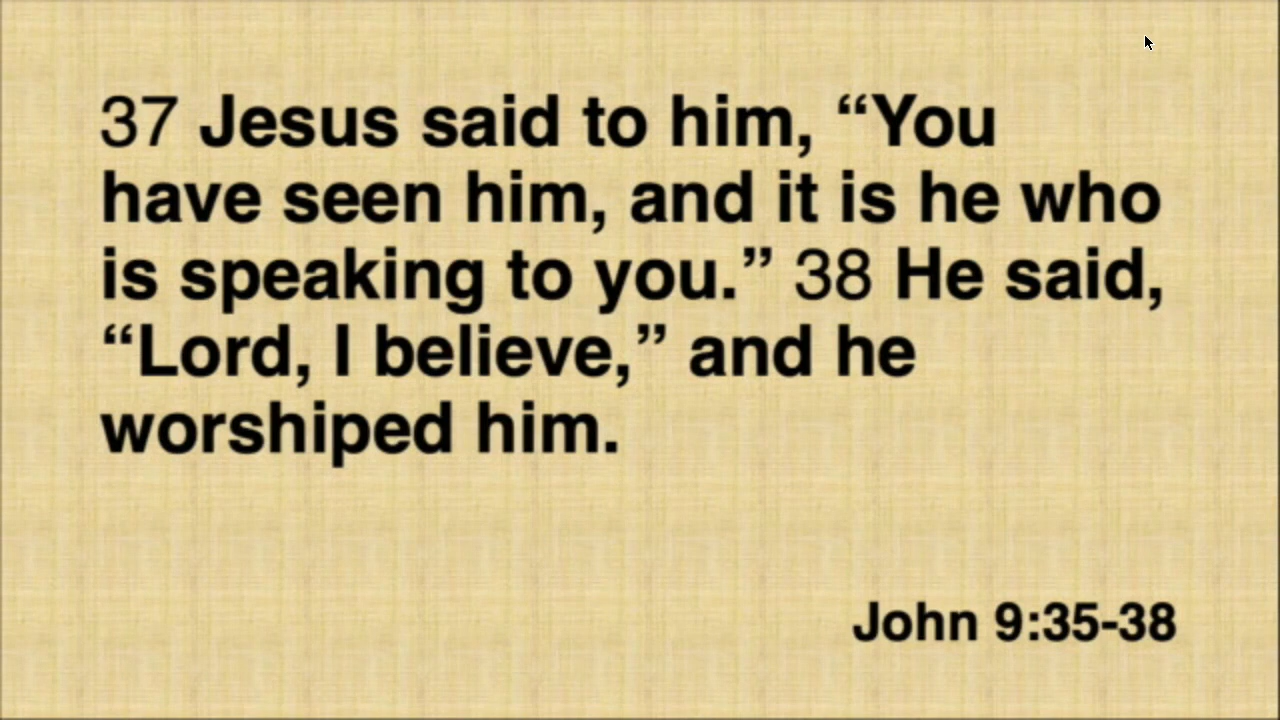 37 Jesus said to him, “You
have seen him, and it is he who
is speaking to you.” 38 He said,
“Lord, I believe,” and he
worshiped him.
John 9:35-38